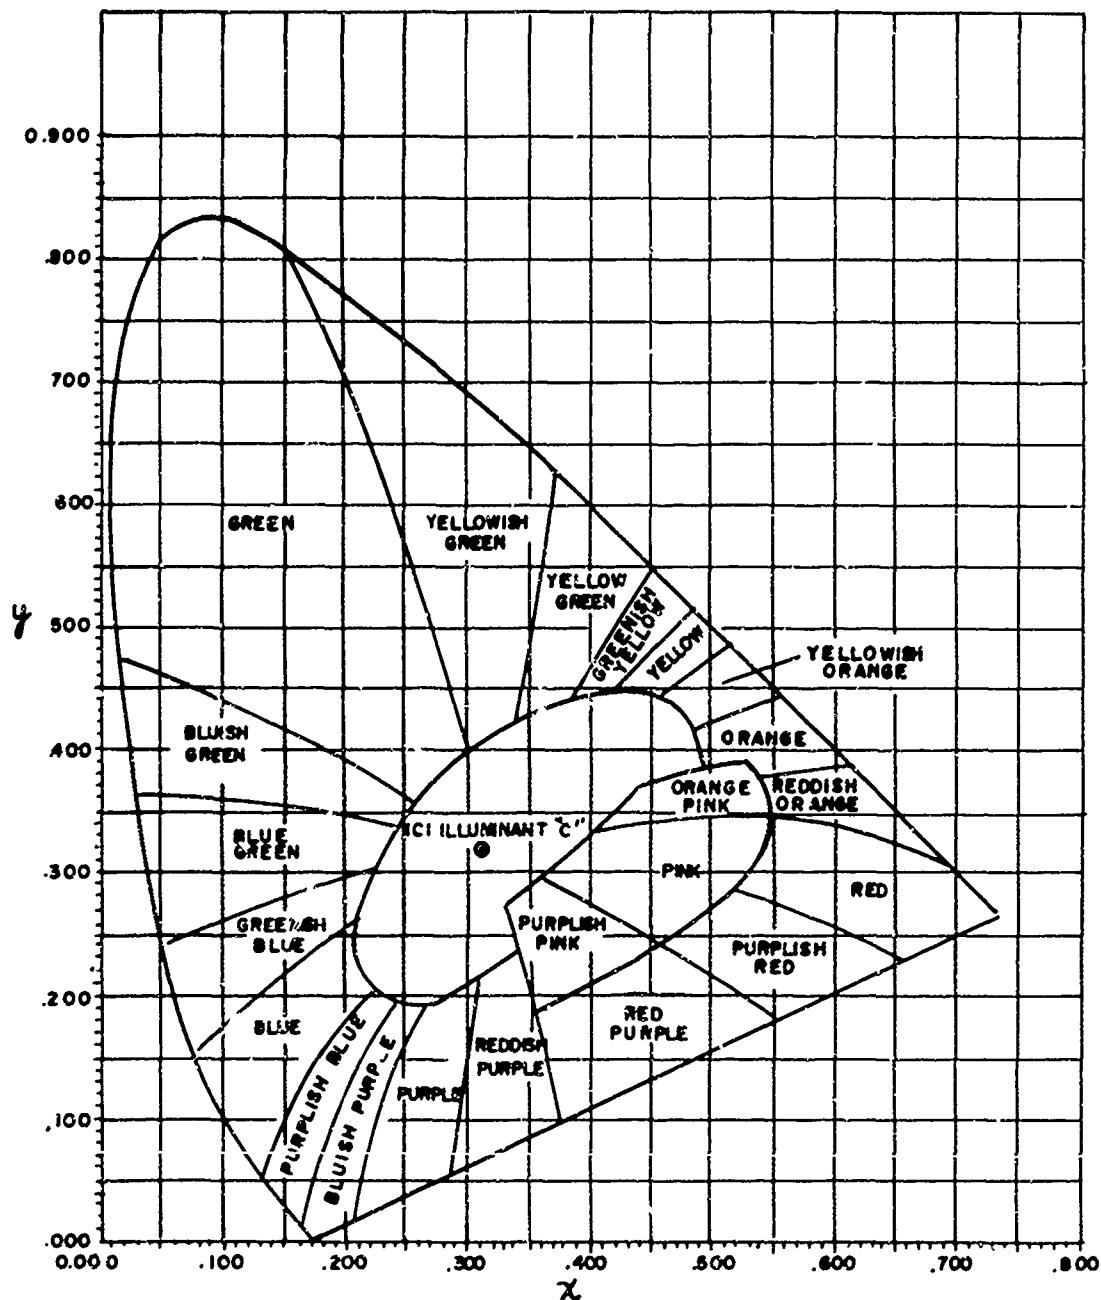 0.900
.800
700
600
500
.400
.300
.200
.100
.000
y
GREEN
YELLOWISH
GREEN
YELLOW
GREEN
GREENISH
YELLOW
YELLOW
YELLOWISH
ORANGE
BLUISH
GREEN
ORANGE
ORANGE
PINK
REDDISH
ORANGE
BLUE
GREEN
ICI ILLUMINANT "C"
PINK
RED
GREENISH
BLUE
PURPLISH
PINK
PURPLISH
RED
BLUE
RED
PURPLE
PURPLISH BLUE
BLUISH PURPLE
PURPLE
REDDISH
PURPLE
0.000
.100
.200
.300
.400
.500
.600
.700
.800
x